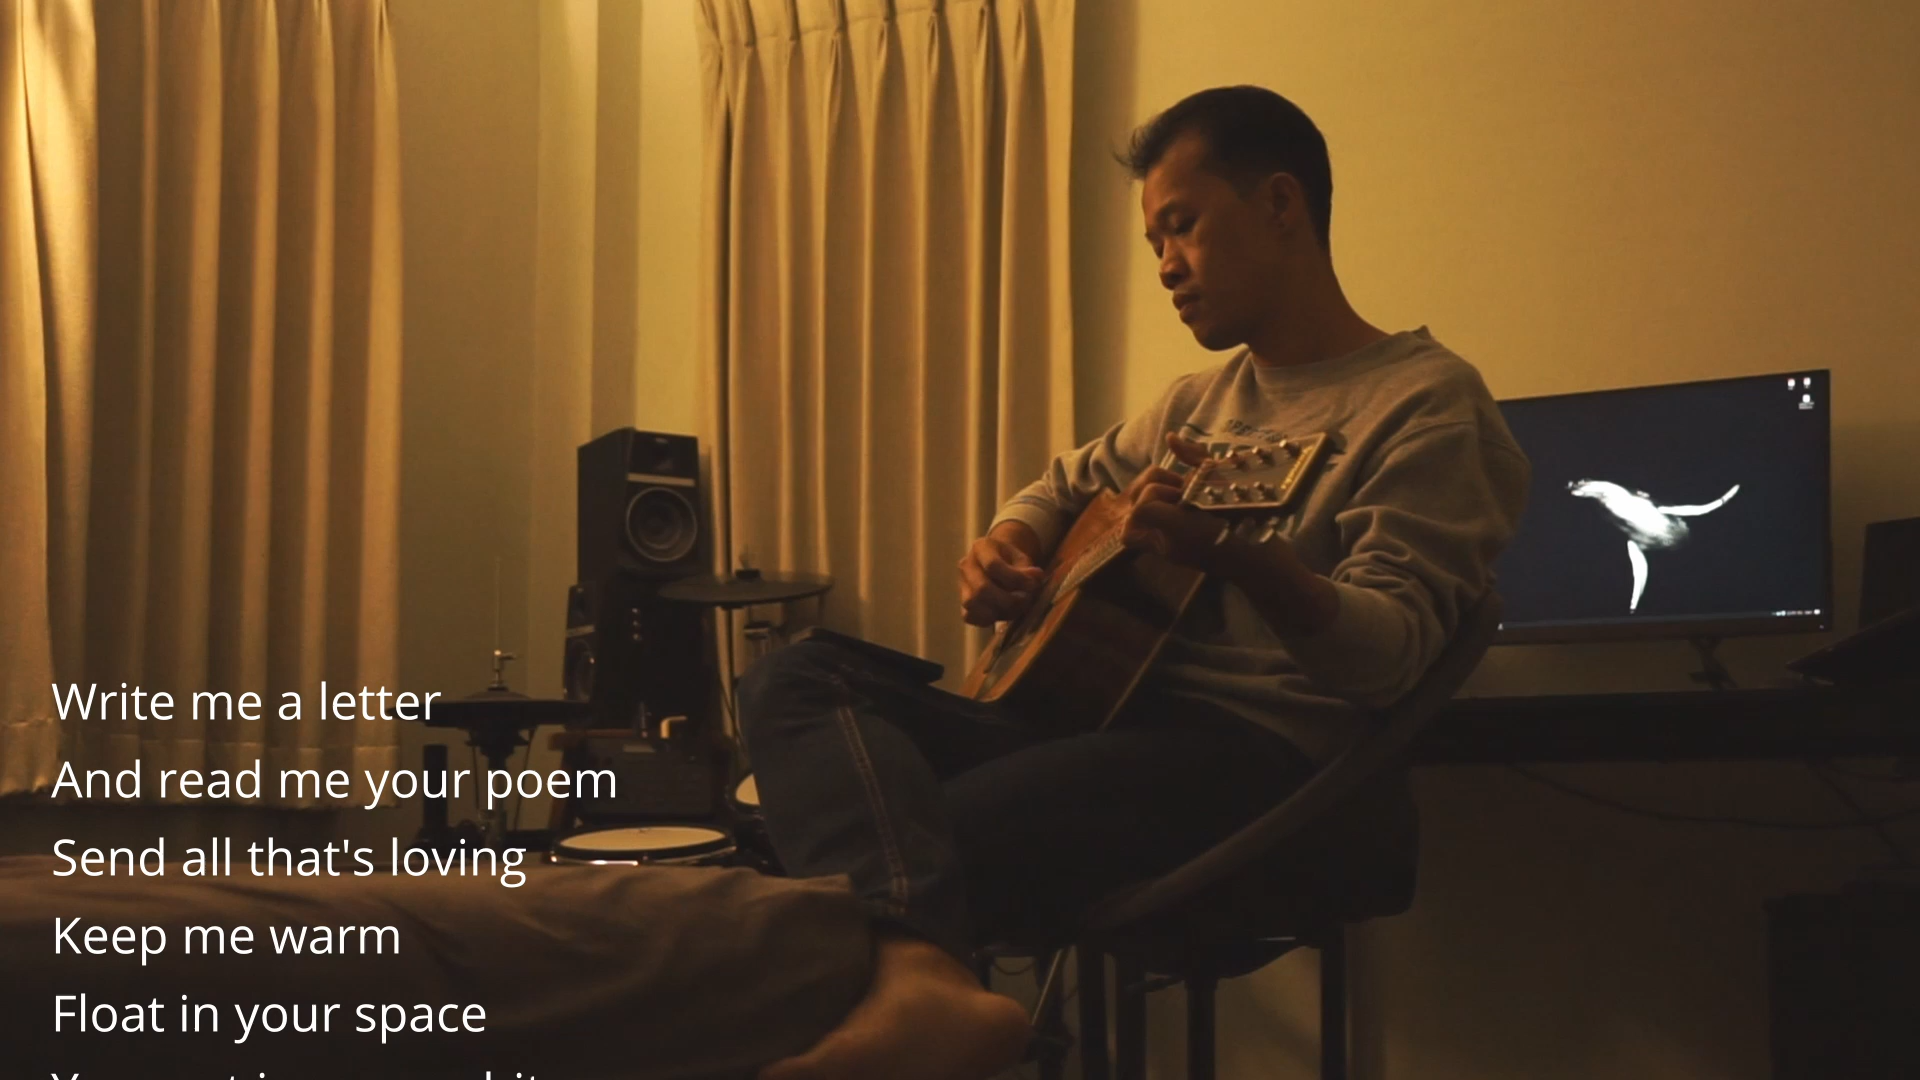 Write me a letter
And read me your poem
Send all that's loving
Keep me warm
Float in your space